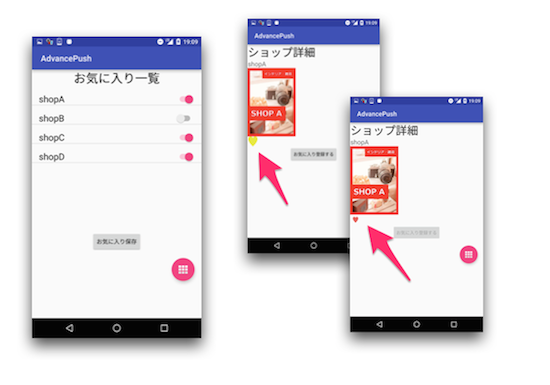 19:09
AdvancePush
お気に入り一覧
shopA
shopB
shopC
shopD
お気に入り保存
19:09
AdvancePush
ショップ詳細
shopA
インテリア・雑貨
SHOP A
お気に入り登録する
19:09
AdvancePush
ショップ詳細
shopA
インテリア・雑貨
SHOP A
お気に入り登録する